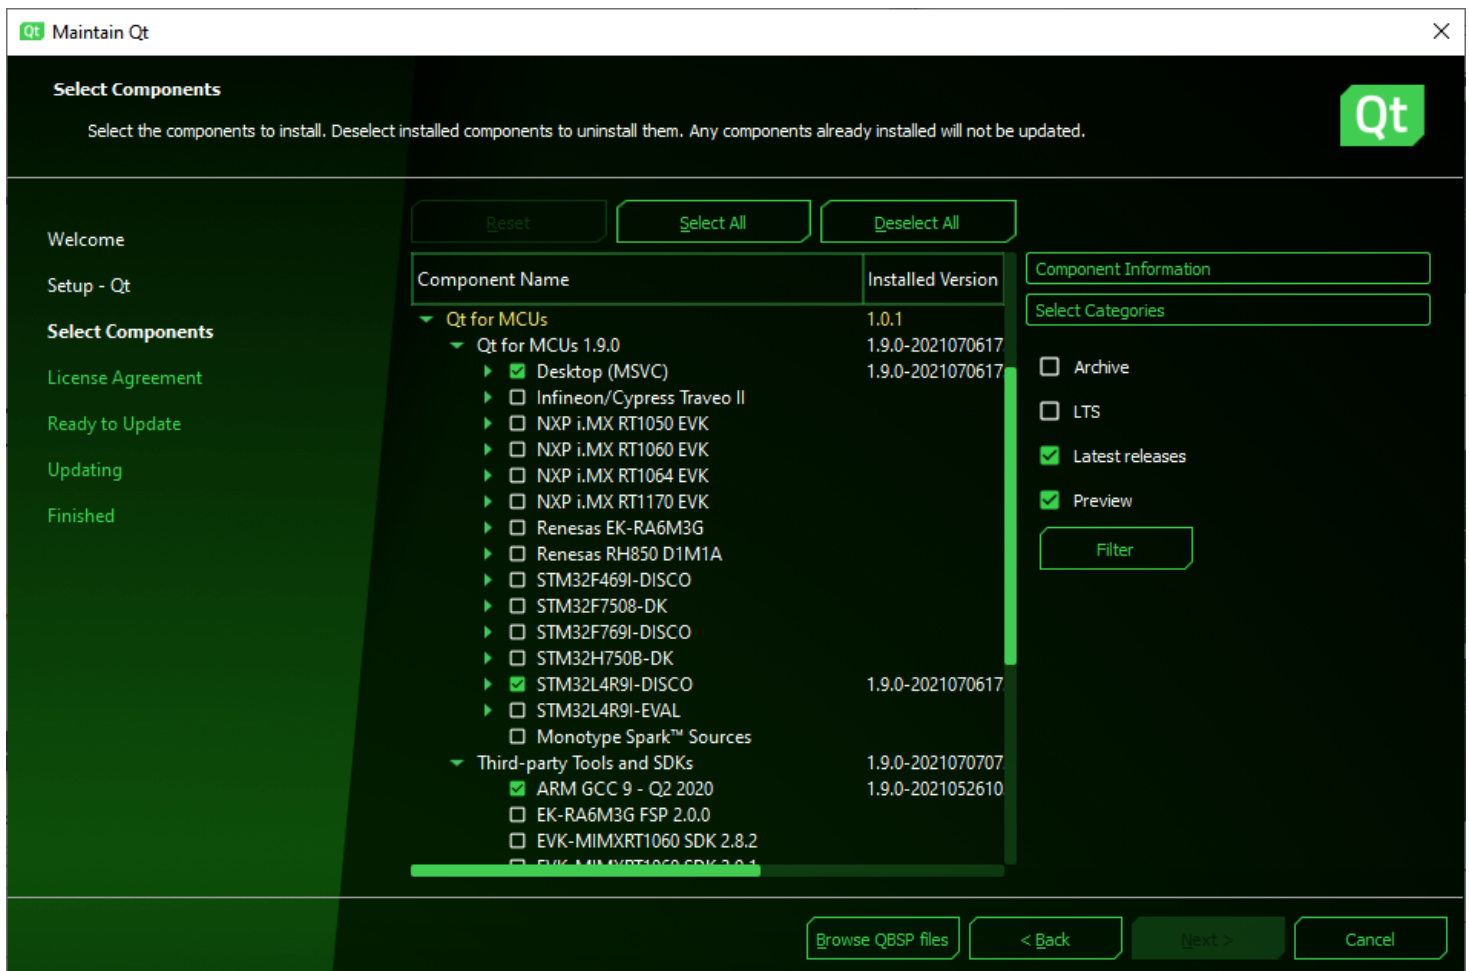 Qt Maintain Qt
Select Components
Select the components to install. Deselect installed components to uninstall them. Any components already installed will not be updated.
Qt
Welcome
Setup - Qt
Select Components
License Agreement
Ready to Update
Updating
Finished
Reset Select All Deselect All
Component Name Installed Version
Qt for MCUs 1.0.1
Qt for MCUs 1.9.0 1.9.0-2021070617
Desktop (MSVC) 1.9.0-2021070617
Infineon/Cypress Traveo II
NXP i.MX RT1050 EVK
NXP i.MX RT1060 EVK
NXP i.MX RT1064 EVK
NXP i.MX RT1170 EVK
Renesas EK-RA6M3G
Renesas RH850 D1M1A
STM32F469I-DISCO
STM32F7508-DK
STM32F769I-DISCO
STM32H750B-DK
STM32L4R9I-DISCO 1.9.0-2021070617
STM32L4R9I-EVAL
Monotype Spark™ Sources
Third-party Tools and SDKs 1.9.0-2021070707
ARM GCC 9 - Q2 2020 1.9.0-2021052610
EK-RA6M3G FSP 2.0.0
EVK-MIMXRT1060 SDK 2.8.2
Component Information
Select Categories
Archive
LTS
Latest releases
Preview
Filter
Browse QBSP files < Back Next > Cancel